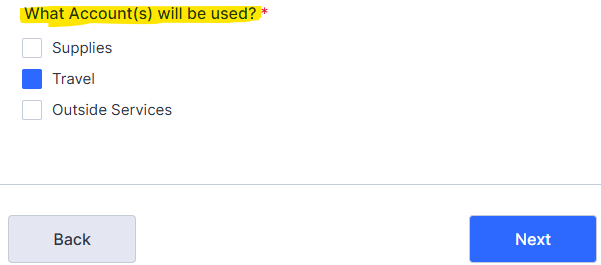 What Account(s) will be used? *
Supplies
Travel
Outside Services
Back
Next